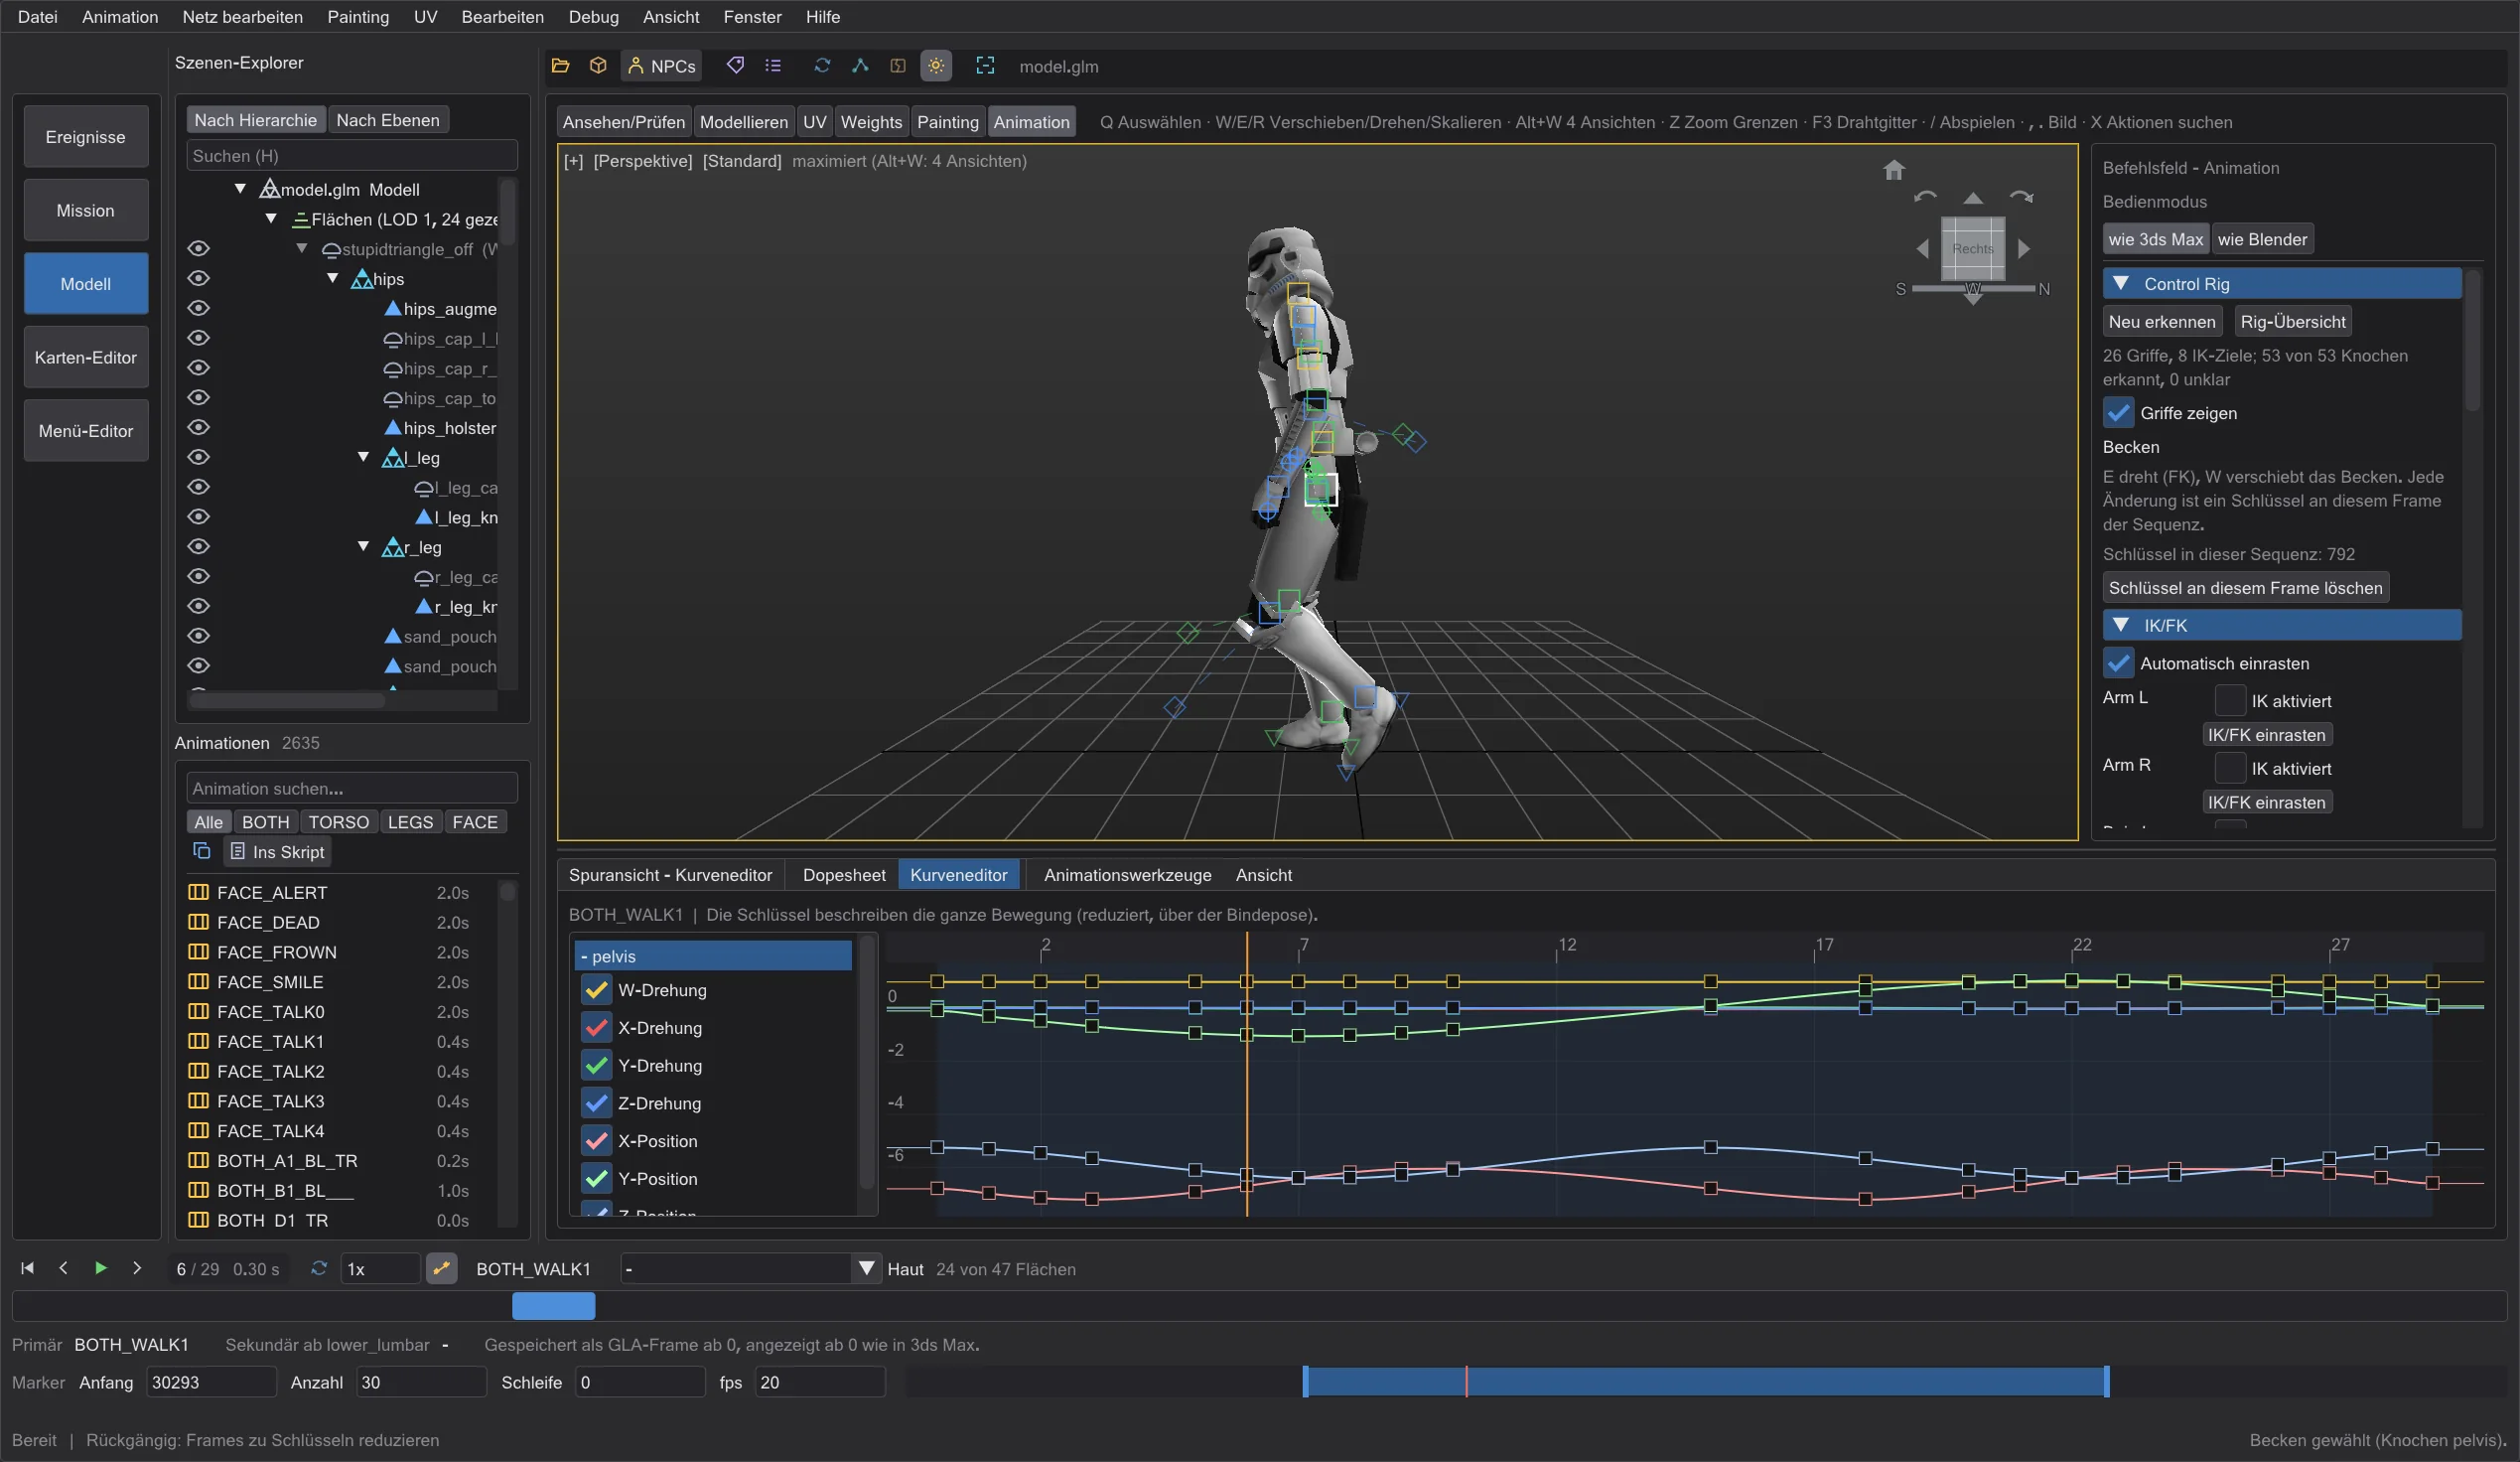 Datei Animation Netz bearbeiten Painting UV Bearbeiten Debug Ansicht Fenster Hilfe
Szenen-Explorer
NPCs model.glm
Ereignisse
Mission
Modell
Karten-Editor
Menü-Editor
Nach Hierarchie Nach Ebenen
Suchen (H)
model.glm Modell
Flächen (LOD 1, 24 geze
stupidtriangle_off (W
hips
hips_augme
hips_cap_l_l
hips_cap_r_
hips_cap_to
hips_holster
l_leg
l_leg_ca
l_leg_kn
r_leg
r_leg_ca
r_leg_kn
sand_pouch
sand_pouch
Animationen 2635
Animation suchen...
Alle BOTH TORSO LEGS FACE
Ins Skript
FACE_ALERT 2.0s
FACE_DEAD 2.0s
FACE_FROWN 2.0s
FACE_SMILE 2.0s
FACE_TALK0 2.0s
FACE_TALK1 0.4s
FACE_TALK2 0.4s
FACE_TALK3 0.4s
FACE_TALK4 0.4s
BOTH_A1_BL_TR 0.2s
BOTH_B1_BL___ 1.0s
BOTH_D1_TR 0.0s
Ansehen/Prüfen Modellieren UV Weights Painting Animation Q Auswählen · W/E/R Verschieben/Drehen/Skalieren · Alt+W 4 Ansichten · Z Zoom Grenzen · F3 Drahtgitter · / Abspielen · , . Bild · X Aktionen suchen
[+] [Perspektive] [Standard] maximiert (Alt+W: 4 Ansichten)
Rechts
S W N
Befehlsfeld - Animation
Bedienmodus
wie 3ds Max wie Blender
Control Rig
Neu erkennen Rig-Übersicht
26 Griffe, 8 IK-Ziele; 53 von 53 Knochen
erkannt, 0 unklar
Griffe zeigen
Becken
E dreht (FK), W verschiebt das Becken. Jede
Änderung ist ein Schlüssel an diesem Frame
der Sequenz.
Schlüssel in dieser Sequenz: 792
Schlüssel an diesem Frame löschen
IK/FK
Automatisch einrasten
Arm L IK aktiviert
IK/FK einrasten
Arm R IK aktiviert
IK/FK einrasten
Spuransicht - Kurveneditor Dopesheet Kurveneditor Animationswerkzeuge Ansicht
BOTH_WALK1 | Die Schlüssel beschreiben die ganze Bewegung (reduziert, über der Bindepose).
- pelvis
W-Drehung
X-Drehung
Y-Drehung
Z-Drehung
X-Position
Y-Position
Z-Position
2 7 12 17 22 27
0
-2
-4
-6
6 / 29 0.30 s 1x BOTH_WALK1 - Haut 24 von 47 Flächen
Primär BOTH_WALK1 Sekundär ab lower_lumbar - Gespeichert als GLA-Frame ab 0, angezeigt ab 0 wie in 3ds Max.
Marker Anfang 30293 Anzahl 30 Schleife 0 fps 20
Bereit | Rückgängig: Frames zu Schlüsseln reduzieren
Becken gewählt (Knochen pelvis).